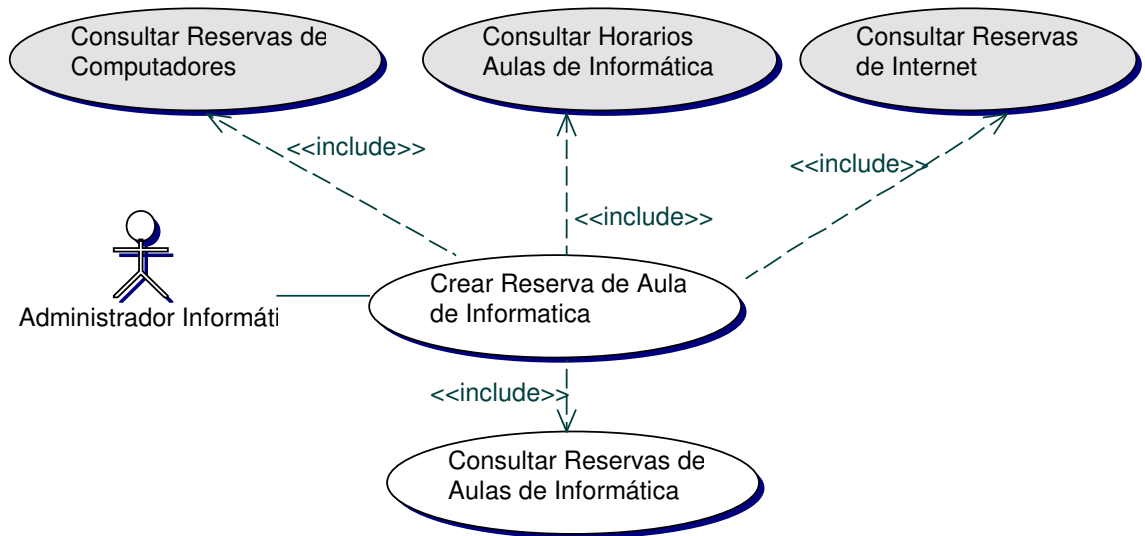 Consultar Reservas de
Computadores
Consultar Horarios
Aulas de Informática
Consultar Reservas
de Internet
<<include>>
<<include>>
<<include>>
Crear Reserva de Aula
de Informatica
Administrador Informáti
<<include>>
Consultar Reservas de
Aulas de Informática